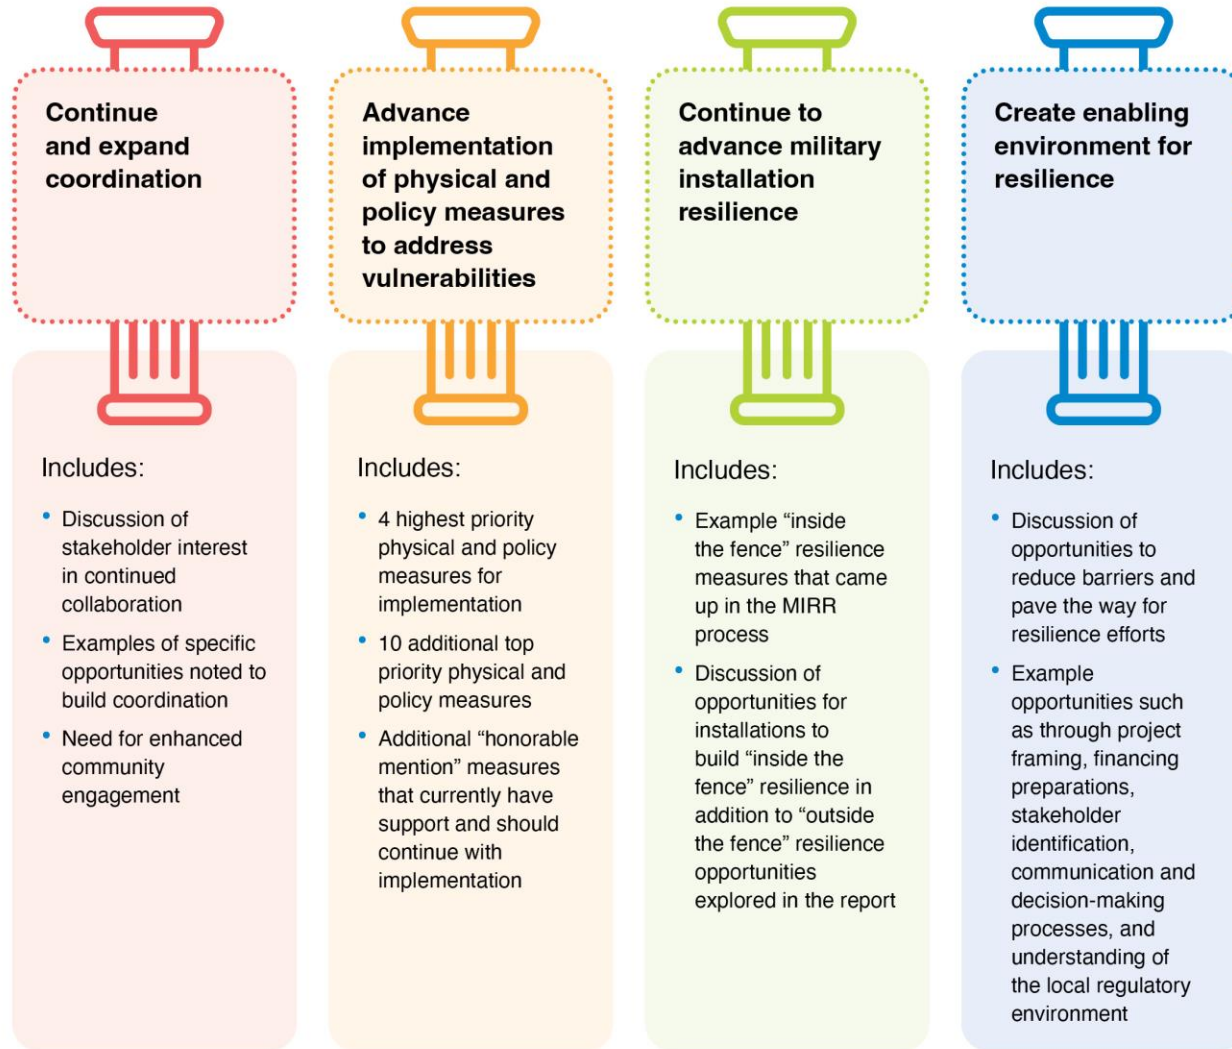 Continue
and expand
coordination
Includes:
• Discussion of
stakeholder interest
in continued
collaboration
• Examples of specific
opportunities noted to
build coordination
• Need for enhanced
community
engagement
Advance
implementation
of physical and
policy measures
to address
vulnerabilities
Includes:
• 4 highest priority
physical and policy
measures for
implementation
• 10 additional top
priority physical and
policy measures
• Additional “honorable
mention” measures
that currently have
support and should
continue with
implementation
Continue to
advance military
installation
resilience
Includes:
• Example “inside
the fence” resilience
measures that came
up in the MIRR
process
• Discussion of
opportunities for
installations to
build “inside the
fence” resilience in
addition to “outside
the fence” resilience
opportunities
explored in the report
Create enabling
environment for
resilience
Includes:
• Discussion of
opportunities to
reduce barriers and
pave the way for
resilience efforts
• Example
opportunities such
as through project
framing, financing
preparations,
stakeholder
identification,
communication and
decision-making
processes, and
understanding of
the local regulatory
environment